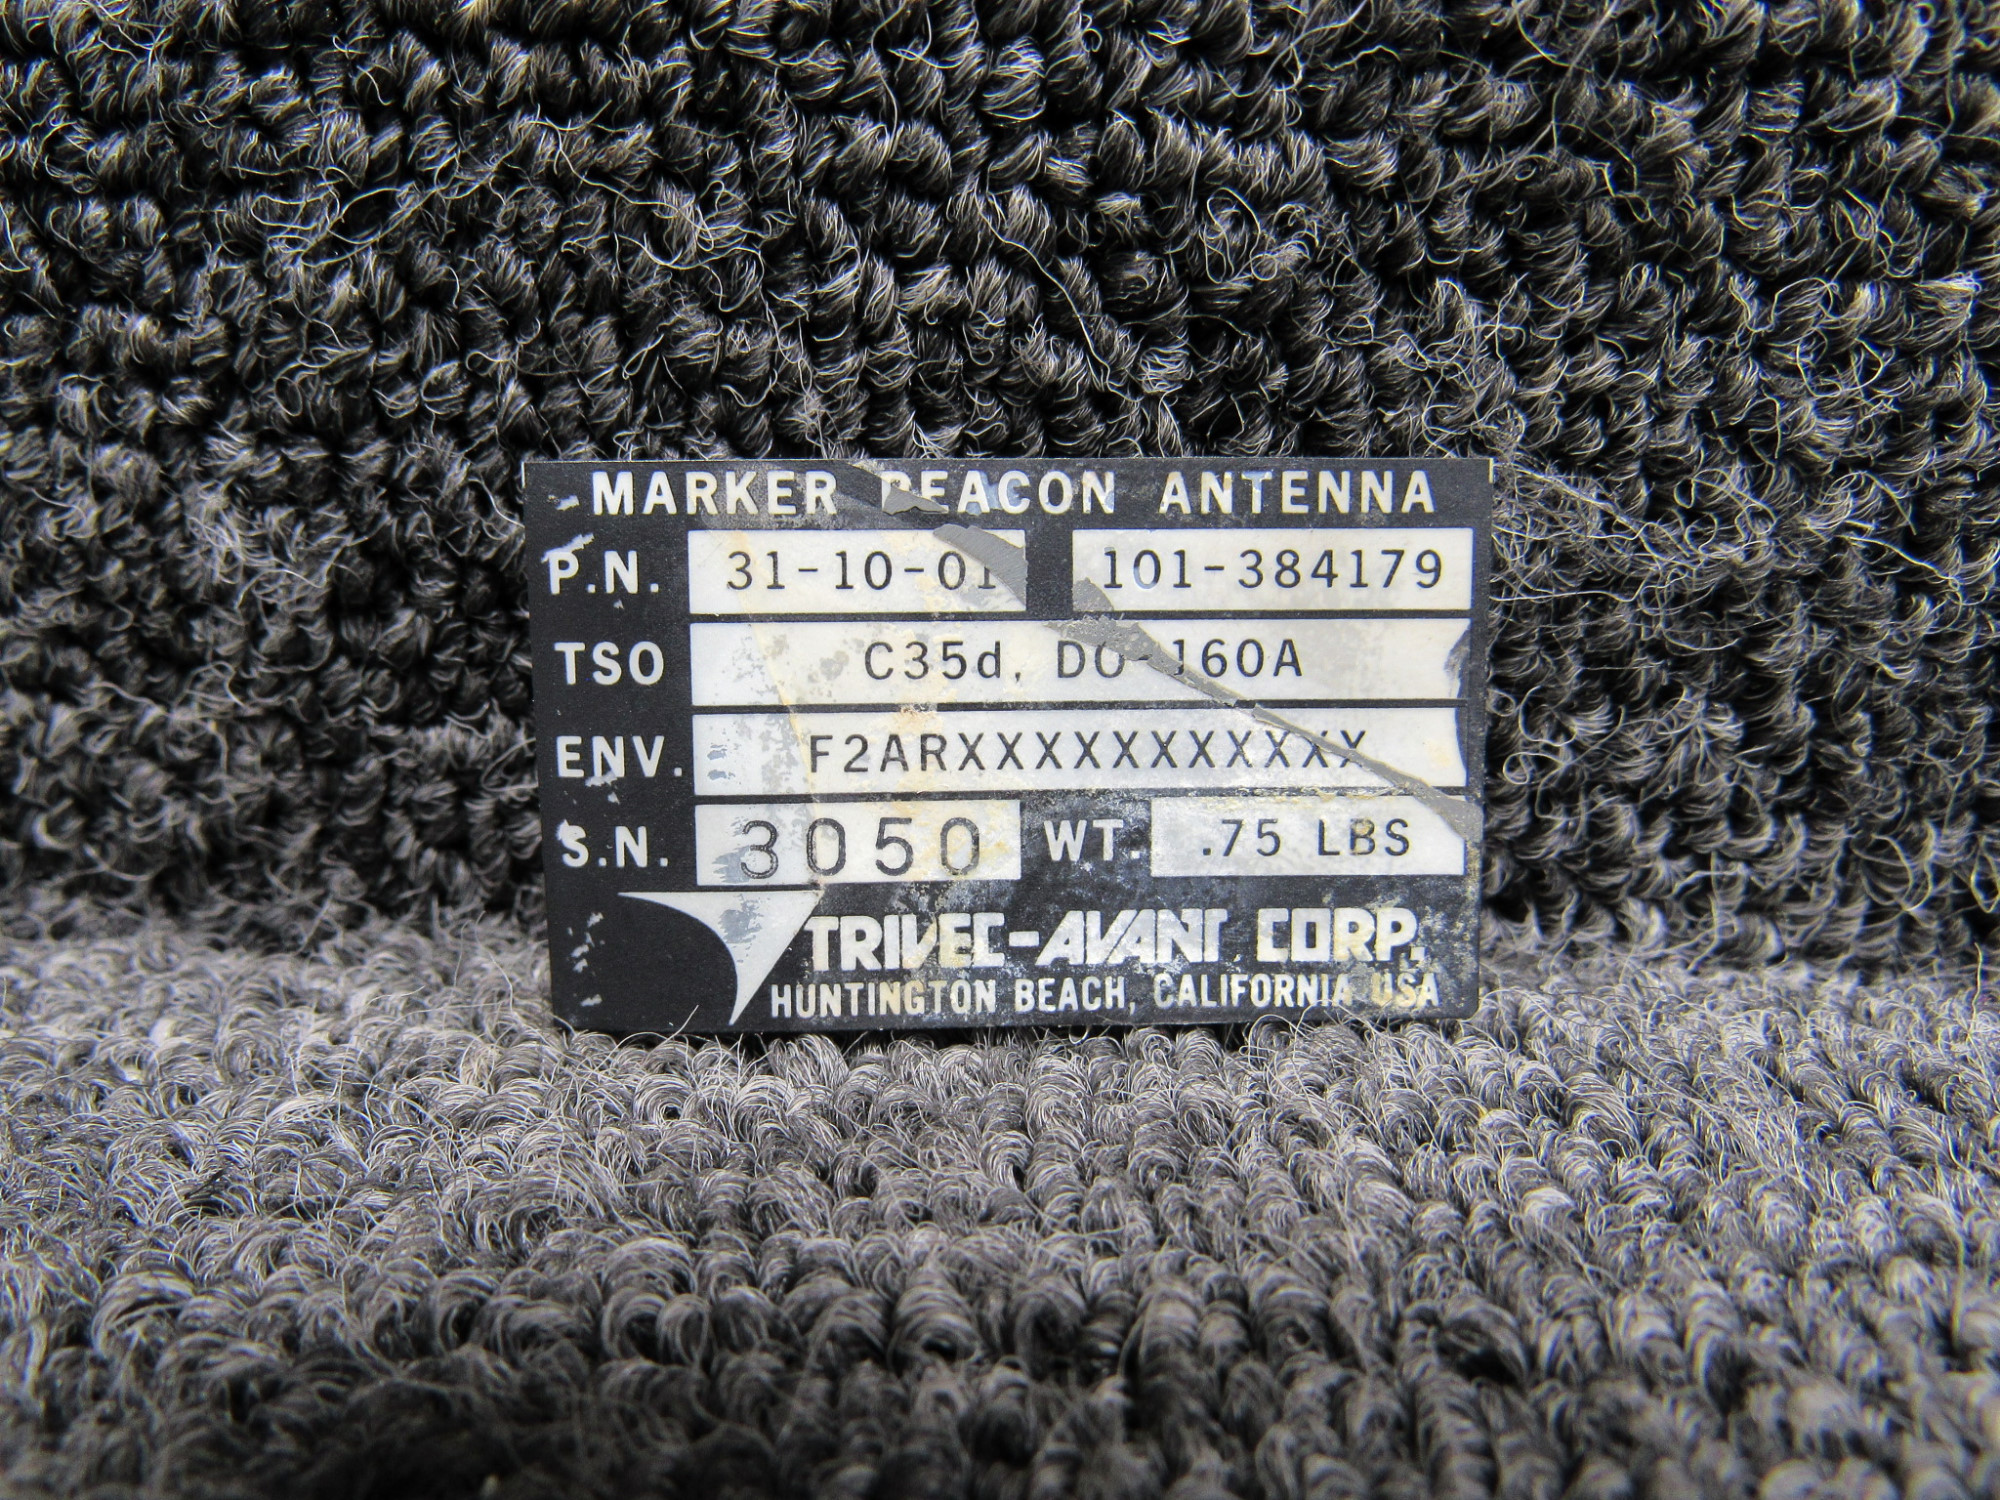 MARKER BEACON ANTENNA
P.N. 31-10-01 101-384179
TSO C35d, DO-160A
ENV. F2ARXXXXXXXXXXXX
S.N. 3050 WT. .75 LBS
TRIVEC-AVANT CORP.
HUNTINGTON BEACH, CALIFORNIA USA